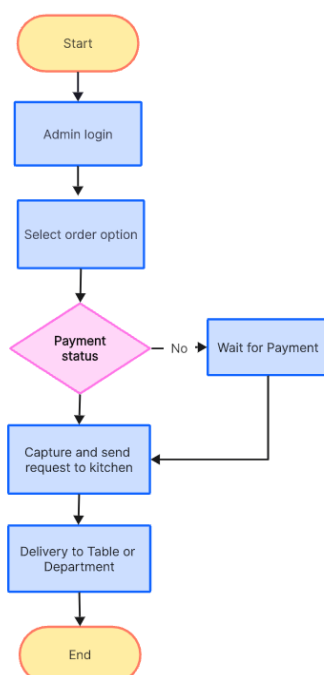 Start
Admin login
Select order option
Payment
status
No
Wait for Payment
Capture and send
request to kitchen
Delivery to Table or
Department
End